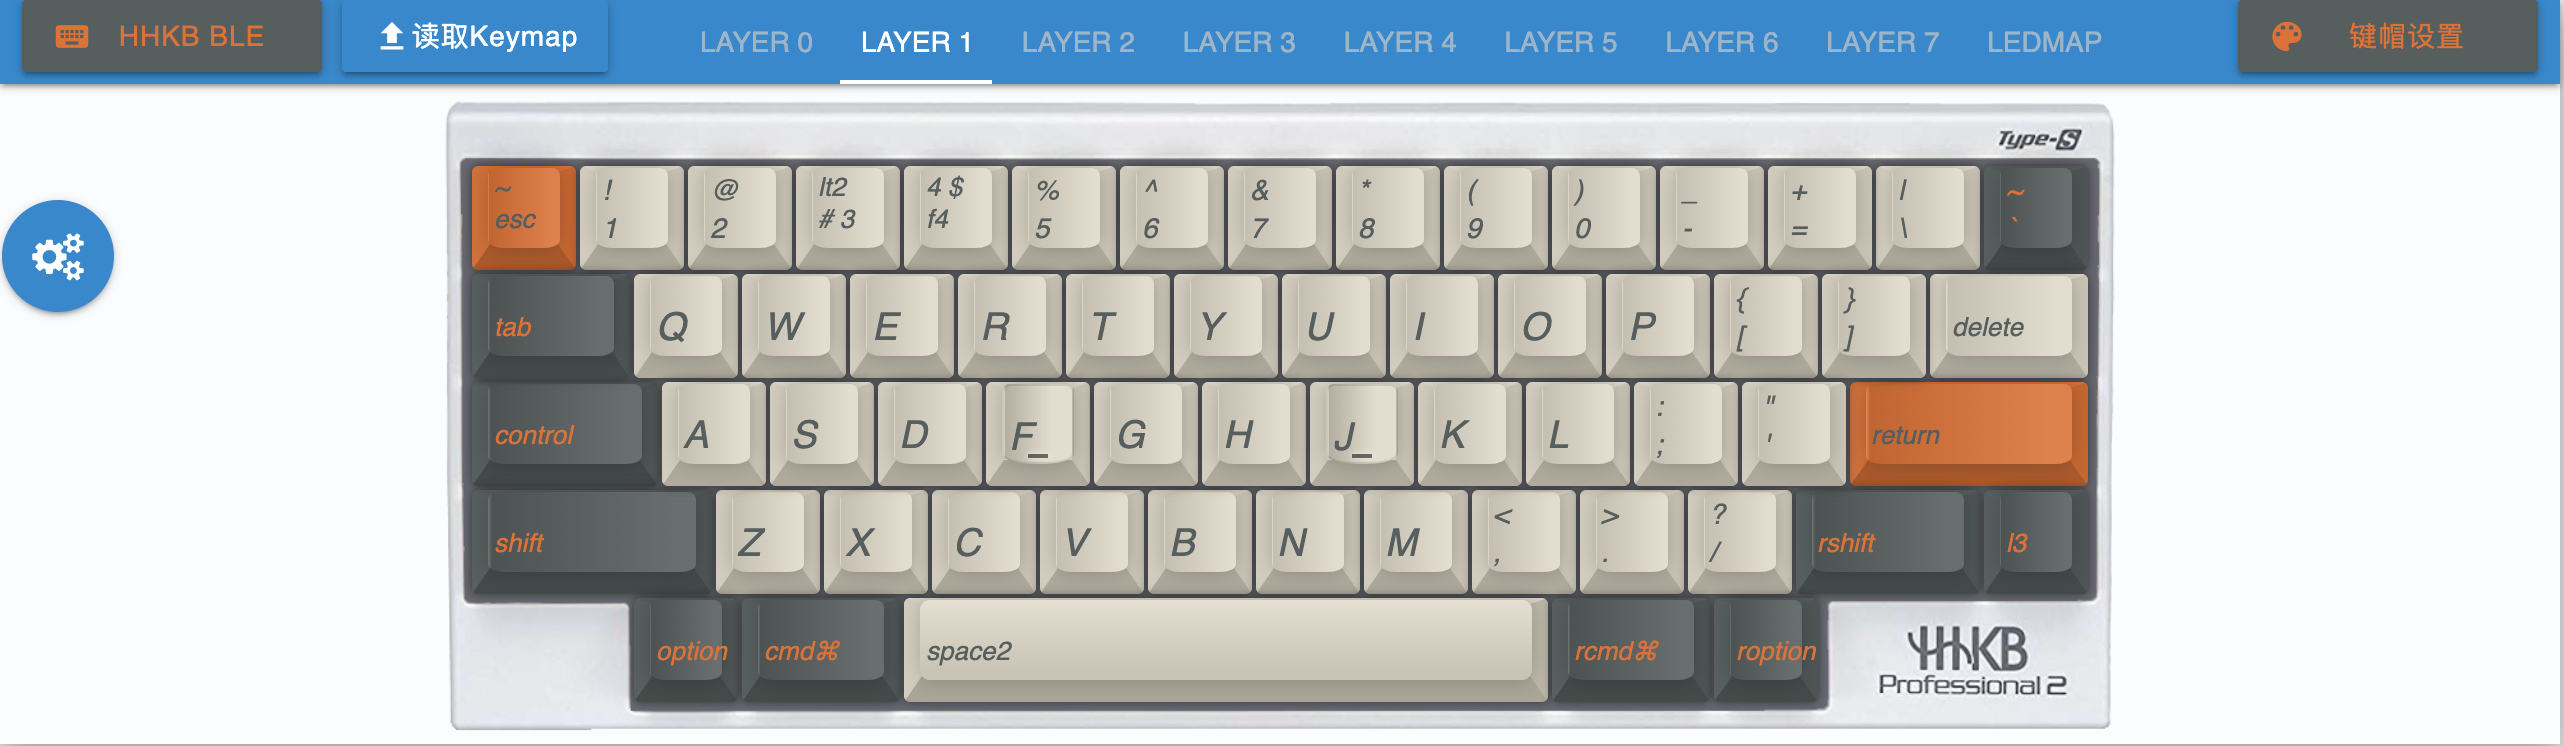 HHKB BLE
读取Keymap
LAYER 0 LAYER 1 LAYER 2 LAYER 3 LAYER 4 LAYER 5 LAYER 6 LAYER 7 LEDMAP
键帽设置
Type-S
~ ! @ lt2 4 $ % ^ & * ( ) _ + | ~
esc 1 2 # 3 f4 5 6 7 8 9 0 - = \ `
{ }
tab Q W E R T Y U I O P [ ] delete
: "
control A S D F_ G H J_ K L ; ' return
< > ?
shift Z X C V B N M , . / rshift l3
option cmd⌘ space2 rcmd⌘ roption
HHKB
Professional 2